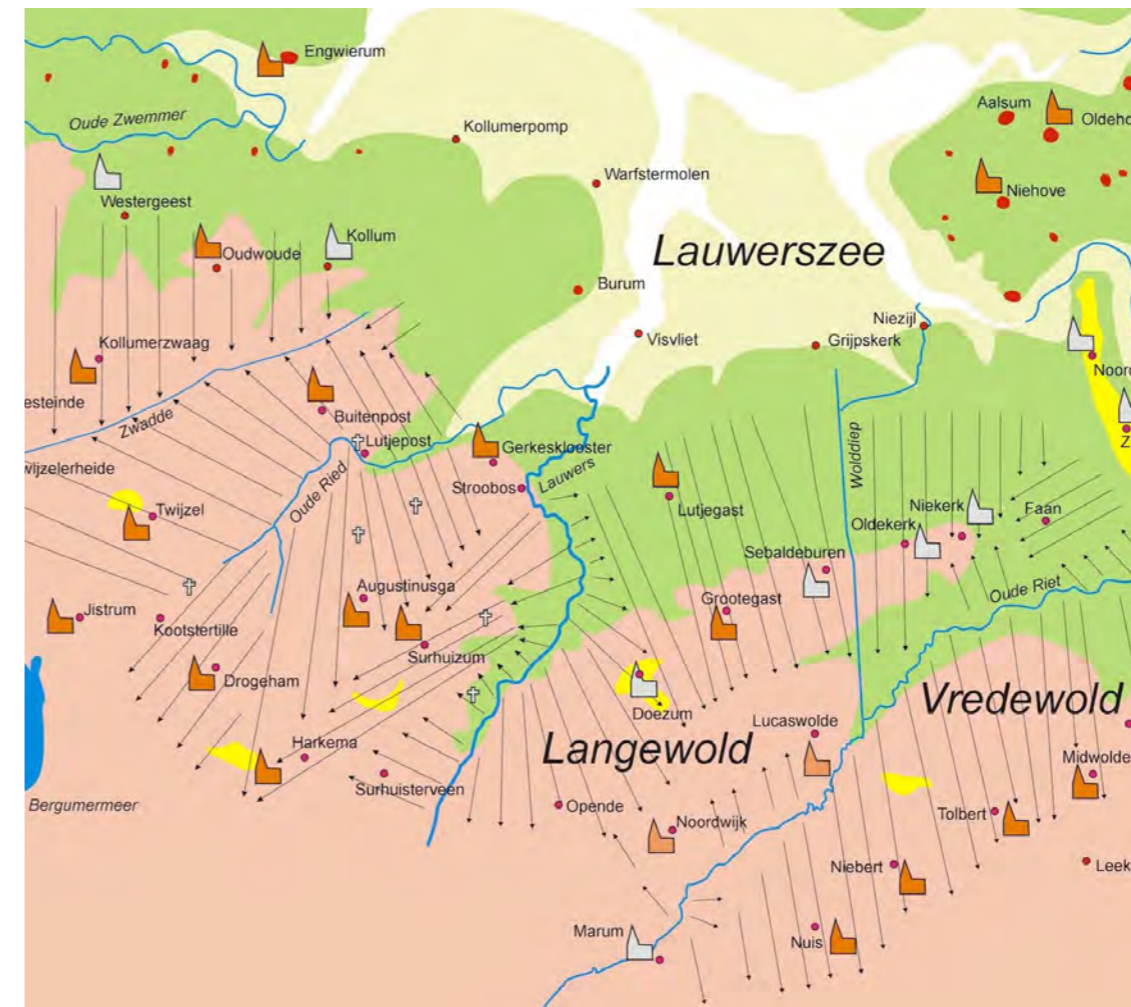 Engwierum
Aalsum
Oldeho
Oude Zwemmer
Kollumerpomp
Warfstermolen
Niehove
Westergeest
Kollum
Oudwoude
Lauwerszee
Burum
Niezijl
Visvliet
Grijpskerk
Kollumerzwaag
Noord
esteinde
Buitenpost
Zwadde
Z
Lutjepost
Gerkesklooster
Wolddiep
wijzelerheide
Stroobos
Lauwers
Oude Ried
Lutjegast
Niekerk
Faan
Twijzel
Oldekerk
Sebaldeburen
Oude Riet
Augustinusga
Grootegast
Jistrum
Kootstertille
Surhuizum
Drogeham
Doezum
Vredewold
Lucaswolde
Langewold
Harkema
Midwolde
Surhuisterveen
Bergumermeer
Opende
Tolbert
Noordwijk
Niebert
Leek
Marum
Nuis